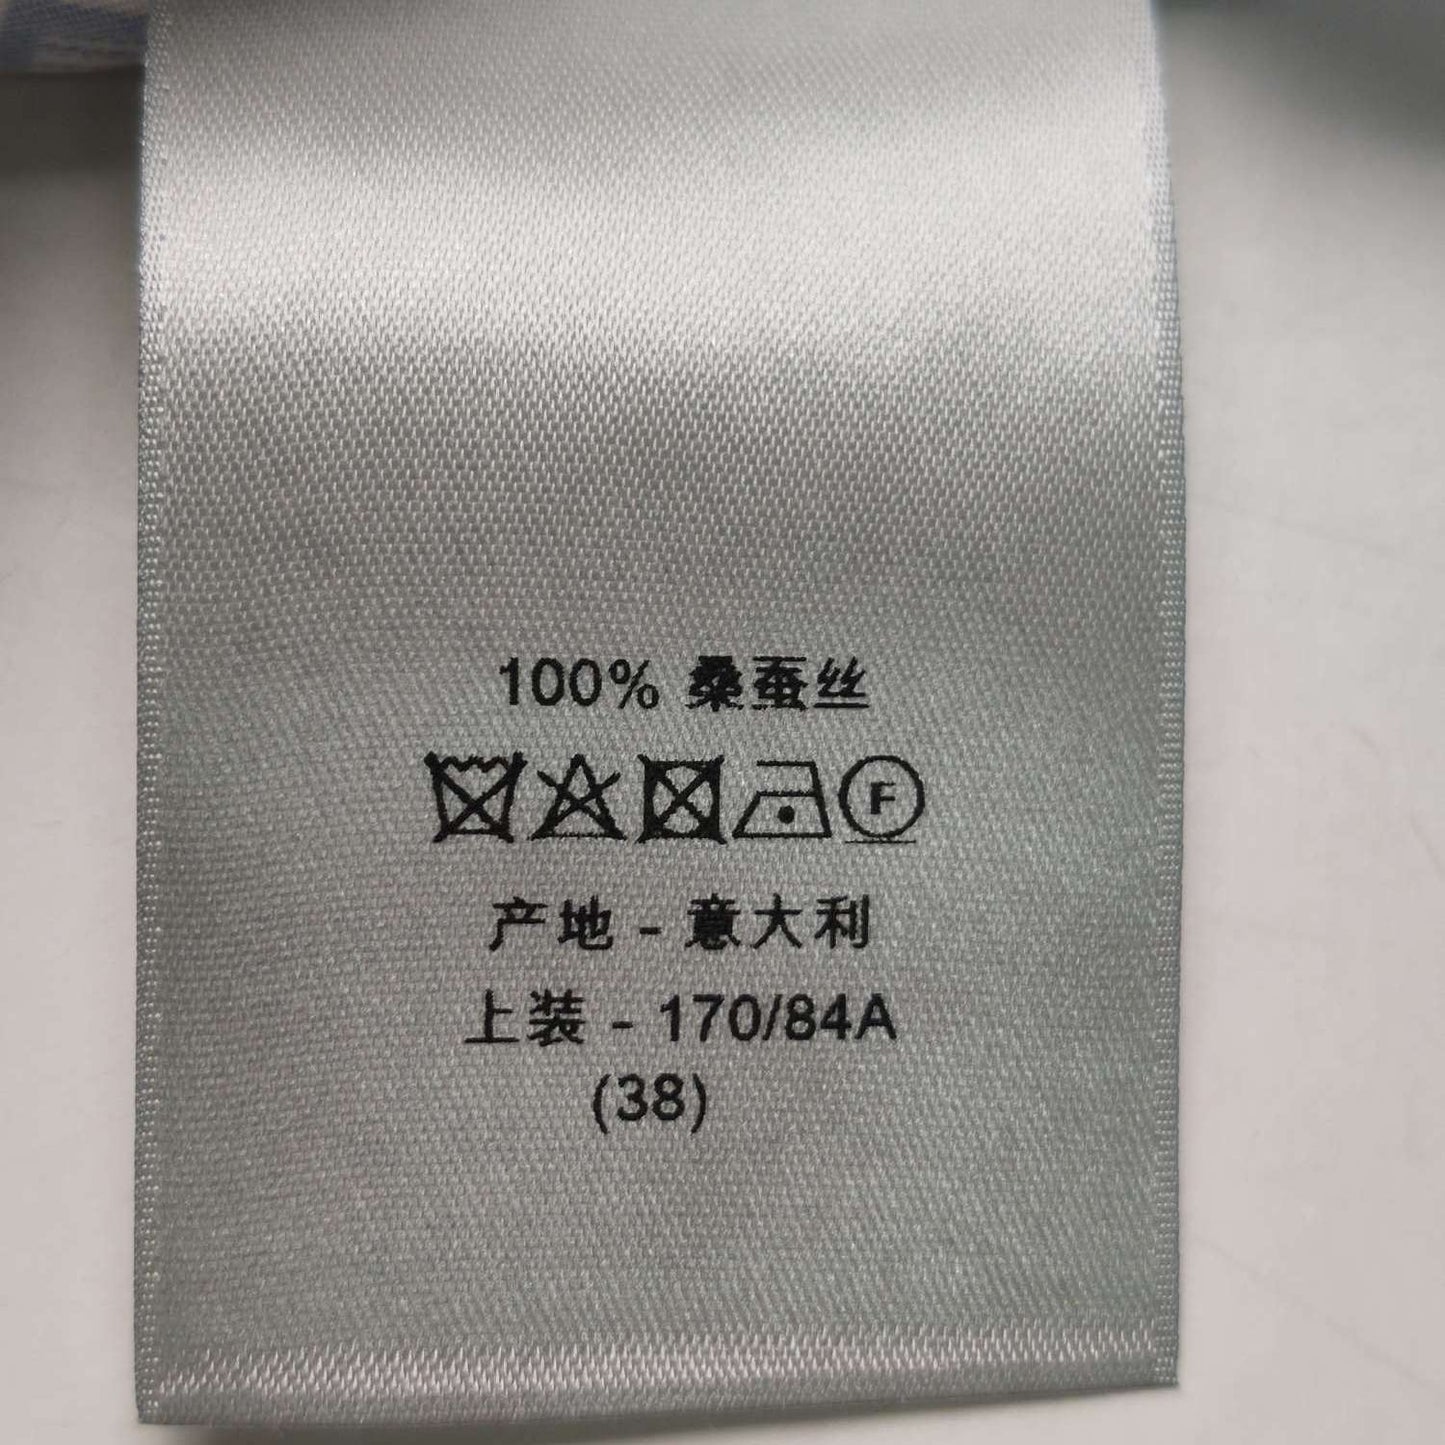 100% 桑蚕丝
F
产地 - 意大利
上装 - 170/84A
(38)